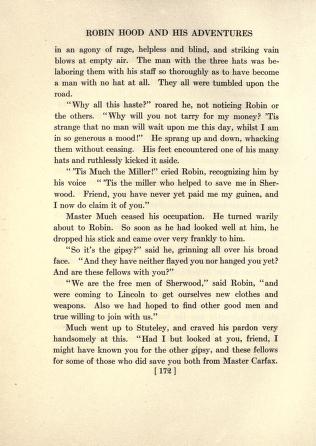 ROBIN HOOD AND HIS ADVENTURES
in an agony of rage, helpless and blind, and striking vain
blows at empty air. The man with the three hats was be-
laboring them with his staff so thoroughly as to have become
a man with no hat at all. They all were tumbled upon the
road.
"Why all this haste?" roared he, not noticing Robin or
the others. "Why will you not tarry for my money? 'Tis
strange that no man will wait upon me this day, whilst I am
in so generous a mood!" He sprang up and down, whacking
them without ceasing. His feet encountered one of his many
hats and ruthlessly kicked it aside.
"'Tis Much the Miller!" cried Robin, recognizing him by
his voice "'Tis the miller who helped to save me in Sher-
wood. Friend, you have never yet paid me my guinea, and
I now do claim it of you."
Master Much ceased his occupation. He turned warily
about to Robin. So soon as he had looked well at him, he
dropped his stick and came over very frankly to him.
"So it's the gipsy?" said he, grinning all over his broad
face. "And they have neither flayed you nor hanged you yet?
And are these fellows with you?"
"We are the free men of Sherwood," said Robin, "and
were coming to Lincoln to get ourselves new clothes and
weapons. Also we had hoped to find other good men and
true willing to join with us."
Much went up to Stuteley, and craved his pardon very
handsomely at this. "Had I but looked at you, friend, I
might have known you for the other gipsy, and these fellows
for some of those who did save you both from Master Carfax.
[ 172 ]